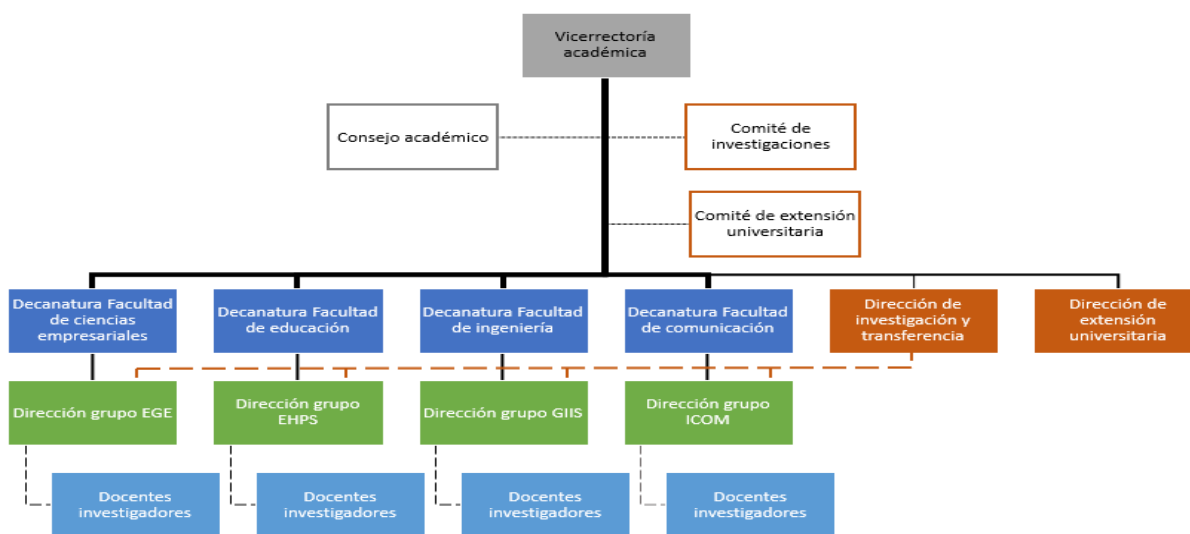 Vicerrectoría
académica
Consejo académico
Comité de
investigaciones
Comité de extensión
universitaria
Decanatura Facultad
de ciencias
empresariales
Decanatura Facultad
de educación
Decanatura Facultad
de ingeniería
Decanatura Facultad
de comunicación
Dirección de
investigación y
transferencia
Dirección de
extensión
universitaria
Dirección grupo EGE
Dirección grupo
EHPS
Dirección grupo GIIS
Dirección grupo
ICOM
Docentes
investigadores
Docentes
investigadores
Docentes
investigadores
Docentes
investigadores